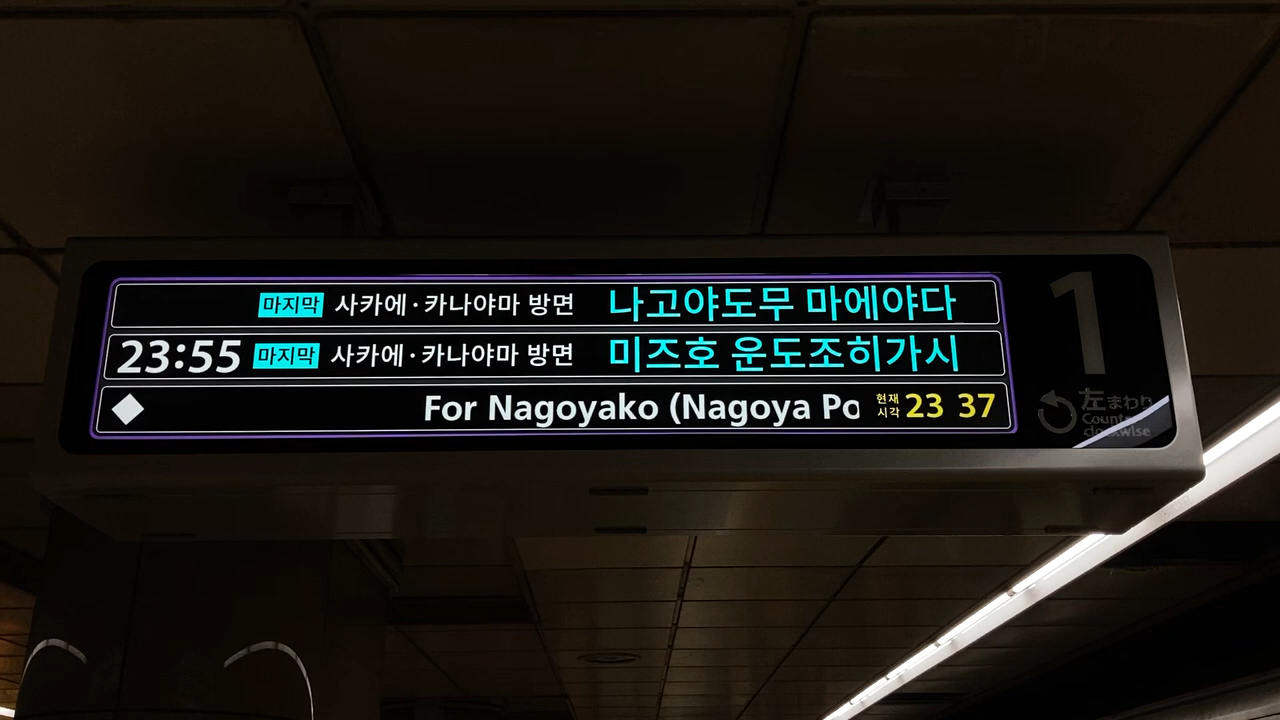 마지막 사카에·카나야마 방면 나고야도무 마에야다
23:55 마지막 사카에·카나야마 방면 미즈호 운도조히가시
For Nagoyako (Nagoya Po 현재 시각 23 37
1
左まわり
Counter
clockwise